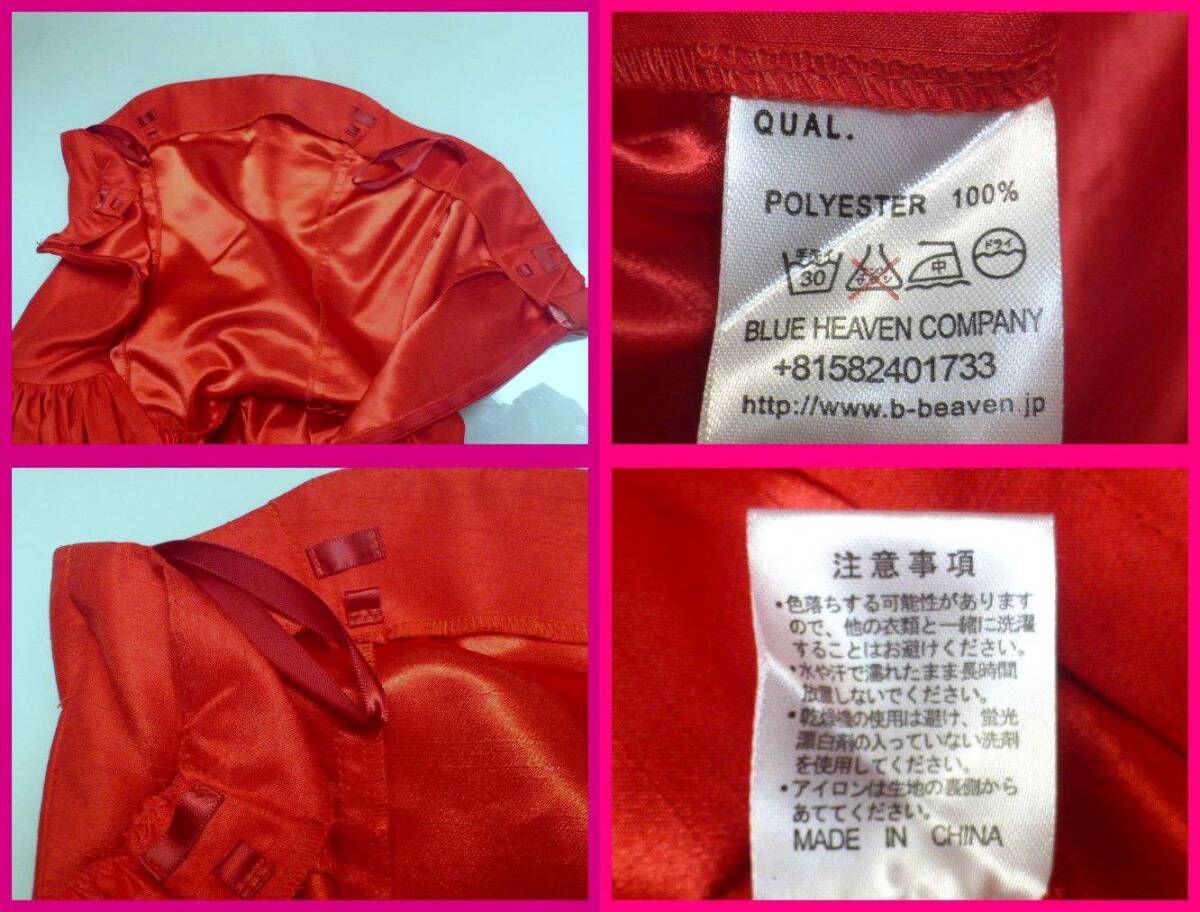 QUAL.
POLYESTER 100%
手洗イ 30 中 ドライ
BLUE HEAVEN COMPANY
+81582401733
http://www.b-beaven.jp
注意事項
・色落ちする可能性があります
ので、他の衣類と一緒に洗濯
することはお避けください。
・水や汗で濡れたまま長時間
放置しないでください。
・乾燥機の使用は避け、蛍光
漂白剤の入っていない洗剤
を使用してください。
・アイロンは生地の裏側から
あててください。
MADE IN CHINA